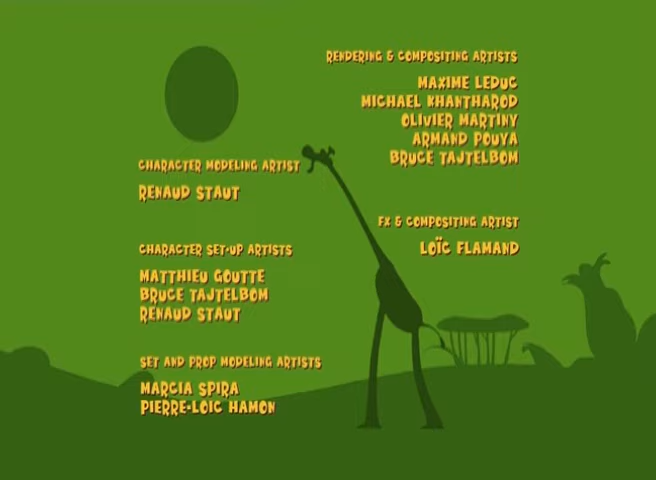 RENDERING & COMPOSITING ARTISTS
MAXIME LEDUC
MICHAEL KHANTHAROD
OLIVIER MARTINY
ARMAND POUYA
BRUCE TAJTELBOM
CHARACTER MODELING ARTIST
RENAUD STAUT
FX & COMPOSITING ARTIST
LOÏC FLAMAND
CHARACTER SET-UP ARTISTS
MATTHIEU GOUTTE
BRUCE TAJTELBOM
RENAUD STAUT
SET AND PROP MODELING ARTISTS
MARCIA SPIRA
PIERRE-LOIC HAMON